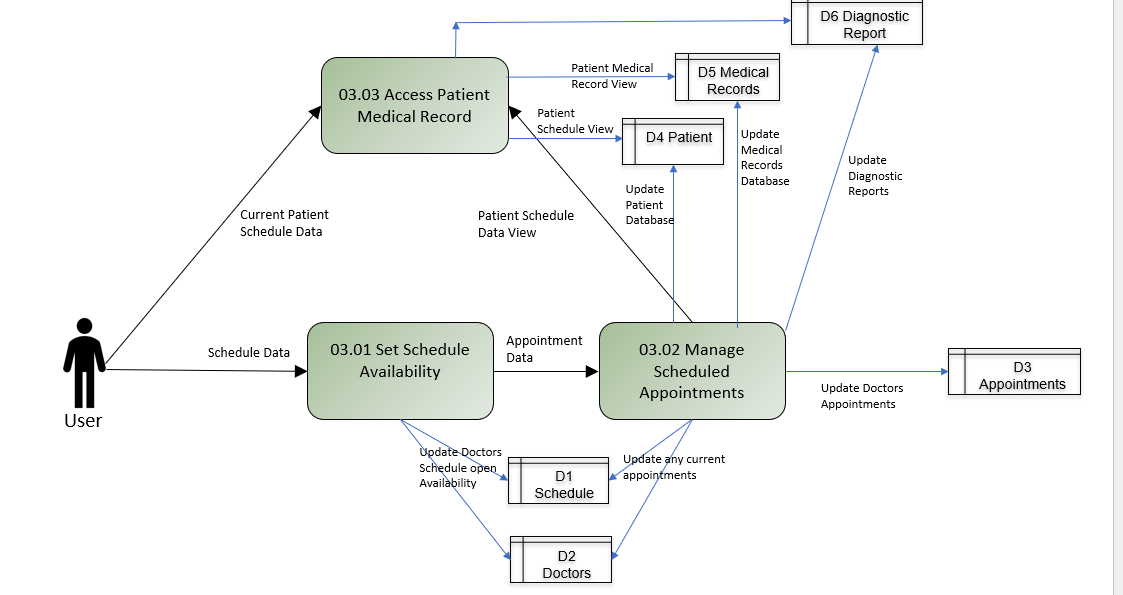 D6 Diagnostic
Report
03.03 Access Patient
Medical Record
Patient Medical
Record View
D5 Medical
Records
Patient
Schedule View
D4 Patient
Update
Medical
Records
Database
Update
Diagnostic
Reports
Update
Patient
Database
Current Patient
Schedule Data
Patient Schedule
Data View
User
Schedule Data
03.01 Set Schedule
Availability
Appointment
Data
03.02 Manage
Scheduled
Appointments
Update Doctors
Appointments
D3
Appointments
Update Doctors
Schedule open
Availability
D1
Schedule
Update any current
appointments
D2
Doctors